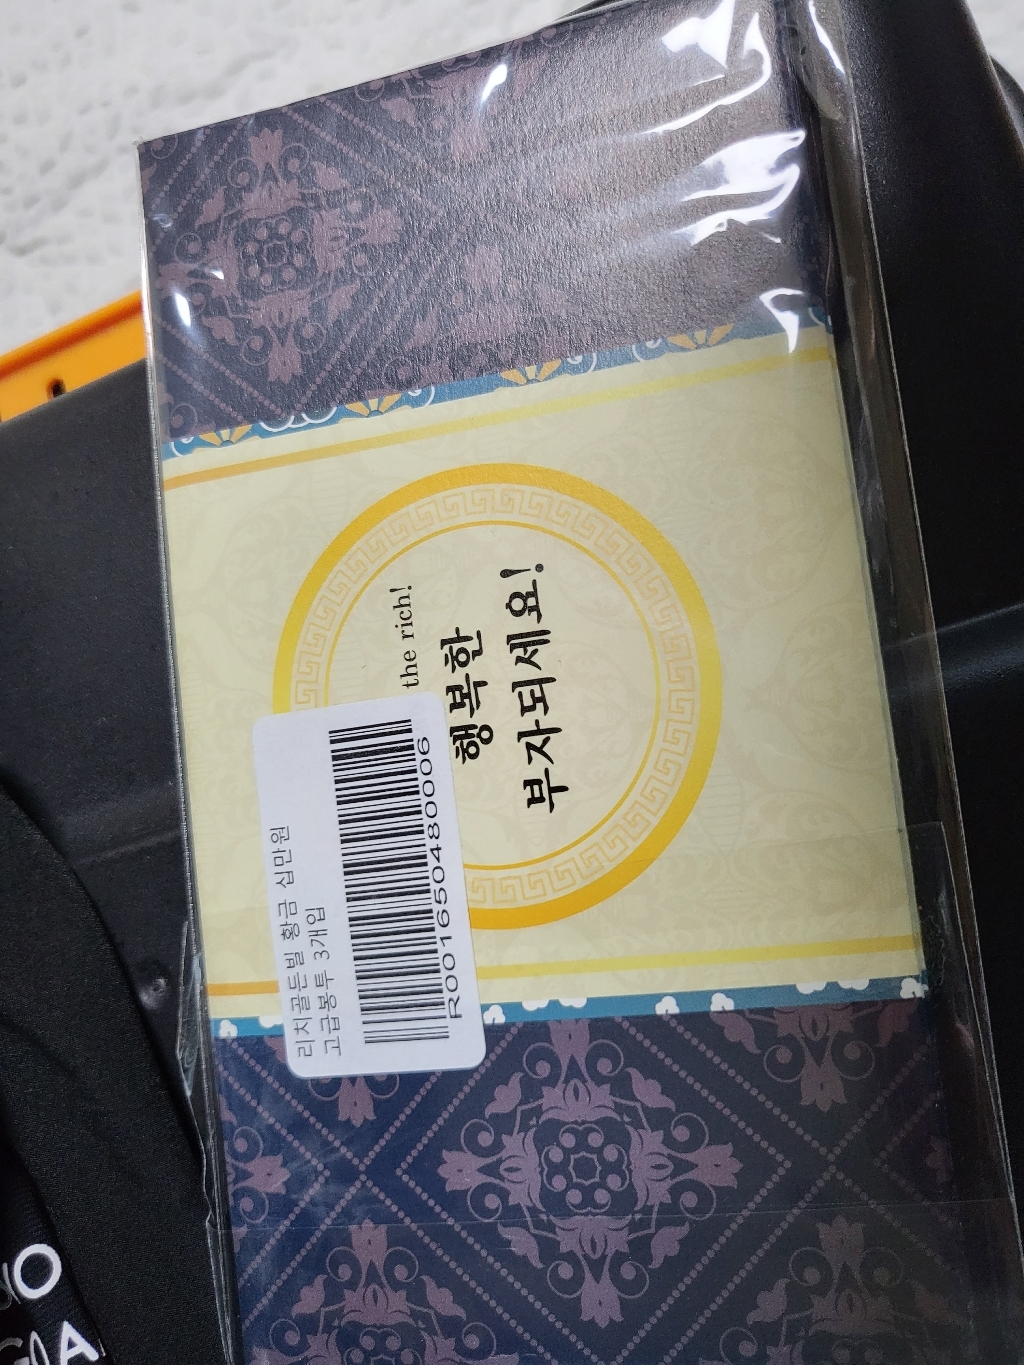 the rich!
행복한
부자되세요!
리치골든빌 황금 십만원
고급봉투 3개입
R001650480006